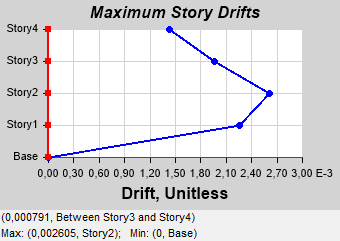 Maximum Story Drifts
Story4
Story3
Story2
Story1
Base
0,00 0,30 0,60 0,90 1,20 1,50 1,80 2,10 2,40 2,70 3,00 E-3
Drift, Unitless
(0,000791, Between Story3 and Story4)
Max: (0,002605, Story2); Min: (0, Base)